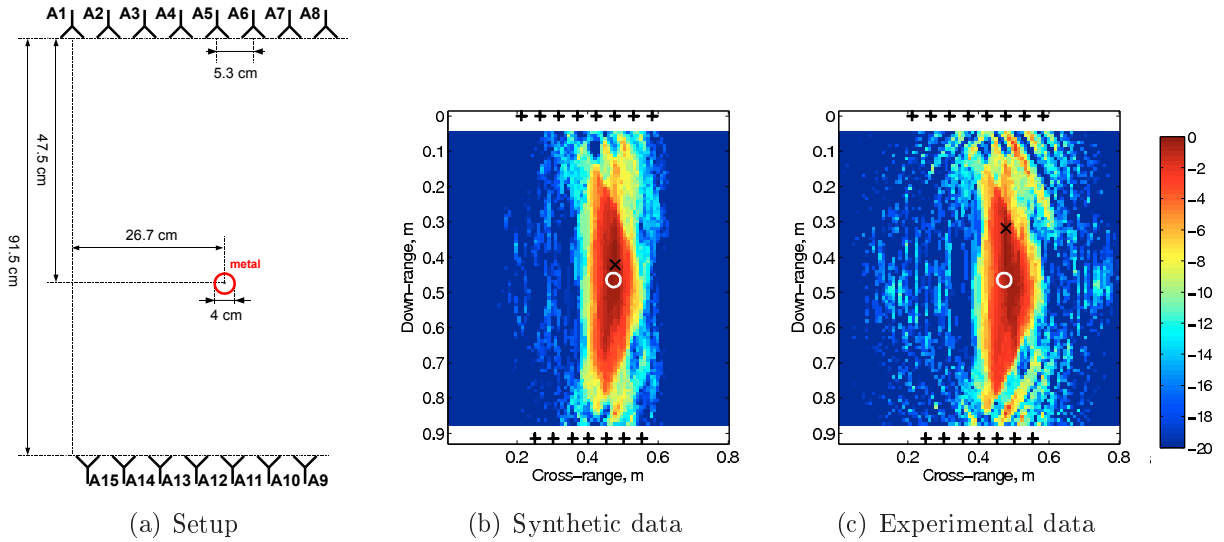 A1 A2 A3 A4 A5 A6 A7 A8
5.3 cm
47.5 cm
91.5 cm
26.7 cm
metal
4 cm
A15 A14 A13 A12 A11 A10 A9
(a) Setup
0
0.1
0.2
0.3
0.4
0.5
0.6
0.7
0.8
0.9
Down-range, m
0.2 0.4 0.6 0.8
Cross-range, m
(b) Synthetic data
0
0.1
0.2
0.3
0.4
0.5
0.6
0.7
0.8
0.9
Down-range, m
0.2 0.4 0.6 0.8
Cross-range, m
(c) Experimental data
0
-2
-4
-6
-8
-10
-12
-14
-16
-18
-20